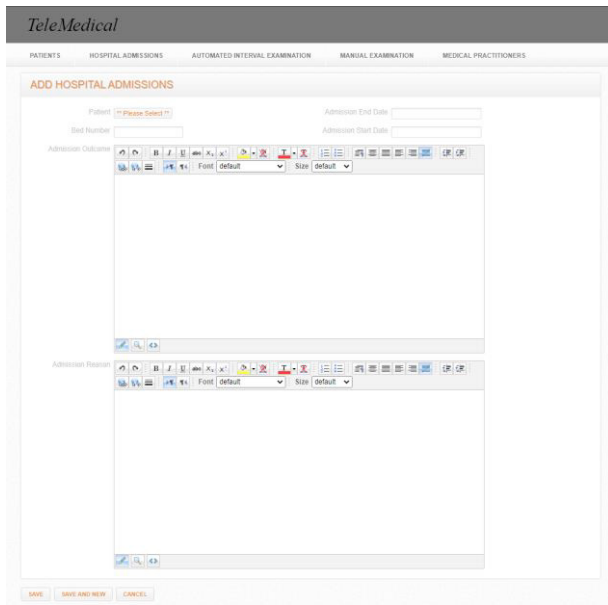 TeleMedical
PATIENTS HOSPITAL ADMISSIONS AUTOMATED INTERVAL EXAMINATION MANUAL EXAMINATION MEDICAL PRACTITIONERS
ADD HOSPITAL ADMISSIONS
Patient ** Please Select ** Admission End Date
Bed Number Admission Start Date
Admission Outcome
Font default Size default
Admission Reason
Font default Size default
SAVE SAVE AND NEW CANCEL